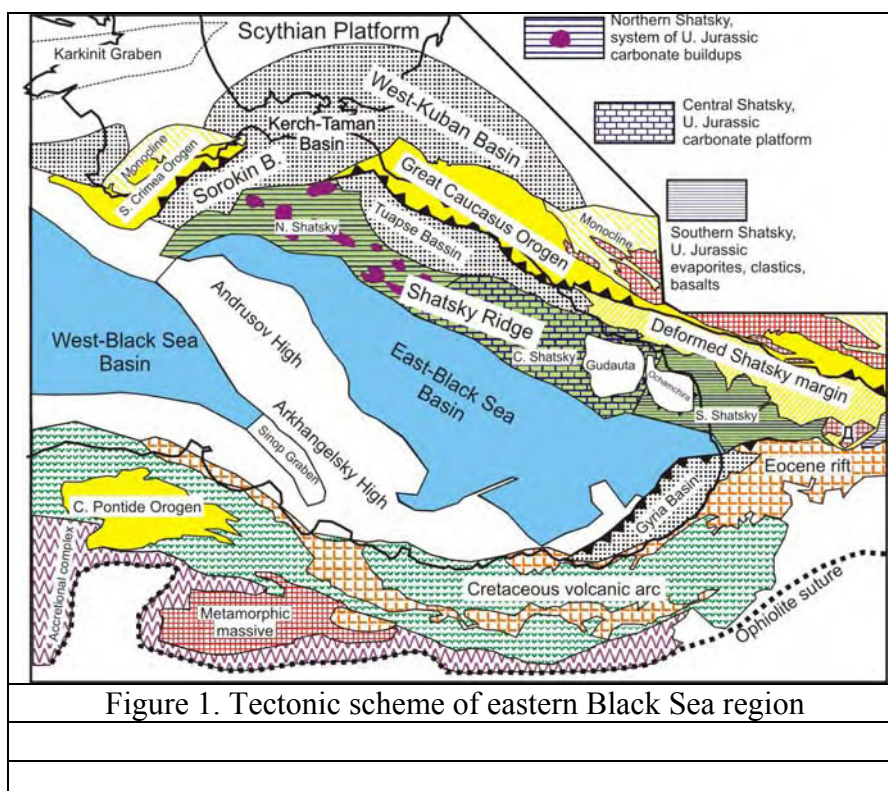 Scythian Platform
Karkinit Graben
Northern Shatsky,
system of U. Jurassic
carbonate buildups
Central Shatsky,
U. Jurassic
carbonate platform
Southern Shatsky,
U. Jurassic
evaporites, clastics,
basalts
West-Kuban Basin
Kerch-Taman
Basin
Monocline
S. Crimea Orogen
Sorokin B.
Great Caucasus Orogen
Monocline
Tuapse Bassin
N. Shatsky
Shatsky Ridge
Deformed Shatsky margin
C. Shatsky
Gudauta
Ochamchira
S. Shatsky
West-Black Sea
Basin
Andrusov High
East-Black Sea
Basin
Arkhangelsky High
Sinop Graben
Eocene rift
Gyria Basin
C. Pontide Orogen
Accretional complex
Metamorphic
massive
Cretaceous volcanic arc
Ophiolite suture
Figure 1. Tectonic scheme of eastern Black Sea region